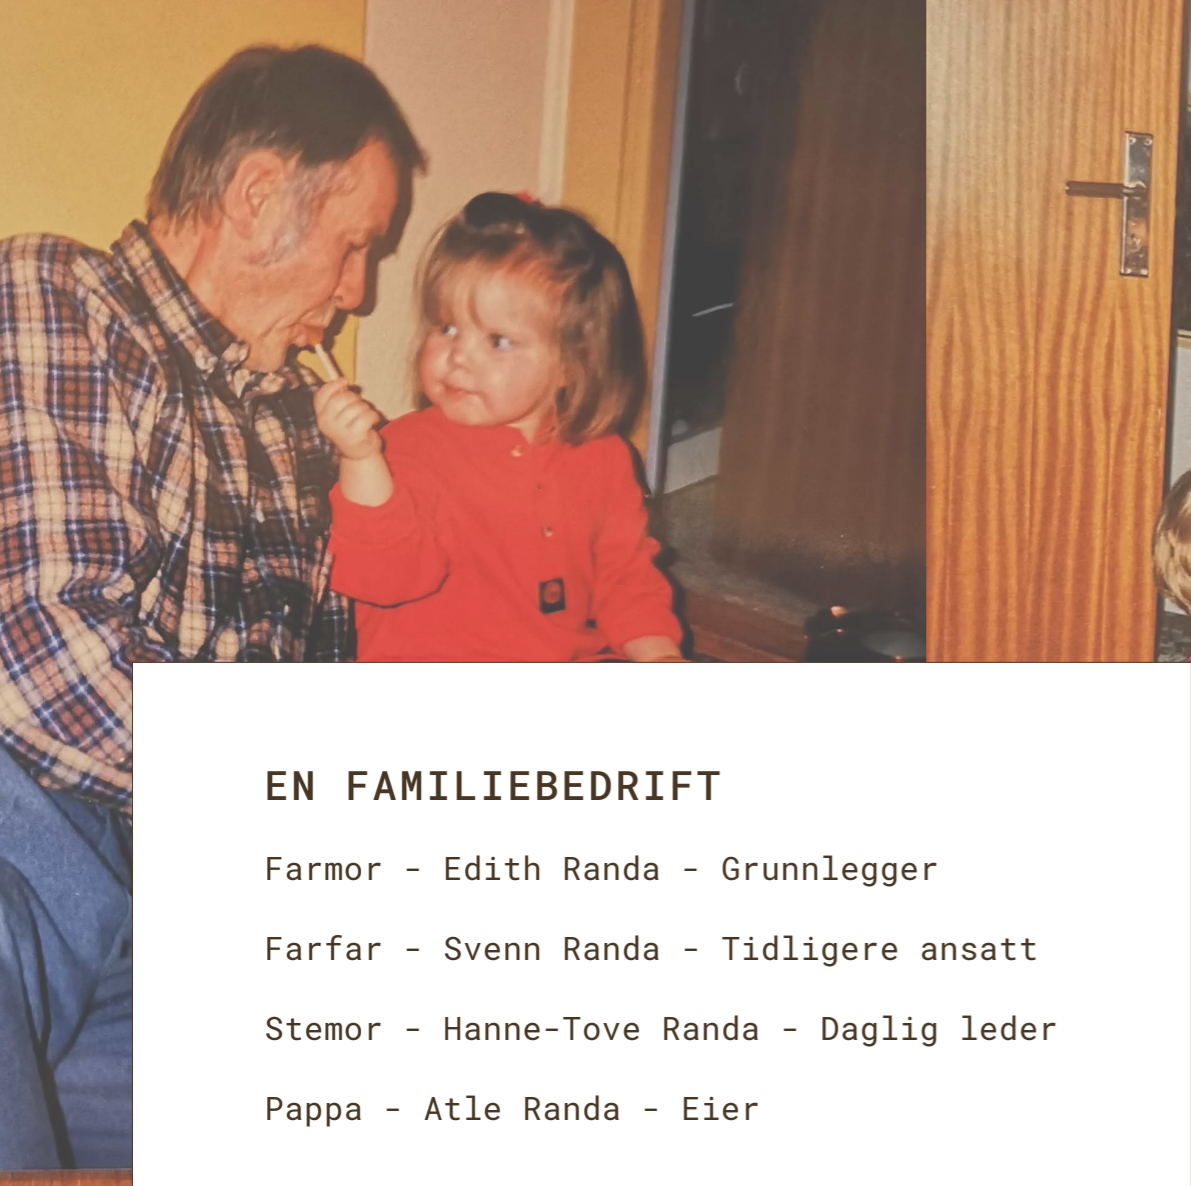 EN FAMILIEBEDRIFT
Farmor - Edith Randa - Grunnlegger
Farfar - Svenn Randa - Tidligere ansatt
Stemor - Hanne-Tove Randa - Daglig leder
Pappa - Atle Randa - Eier